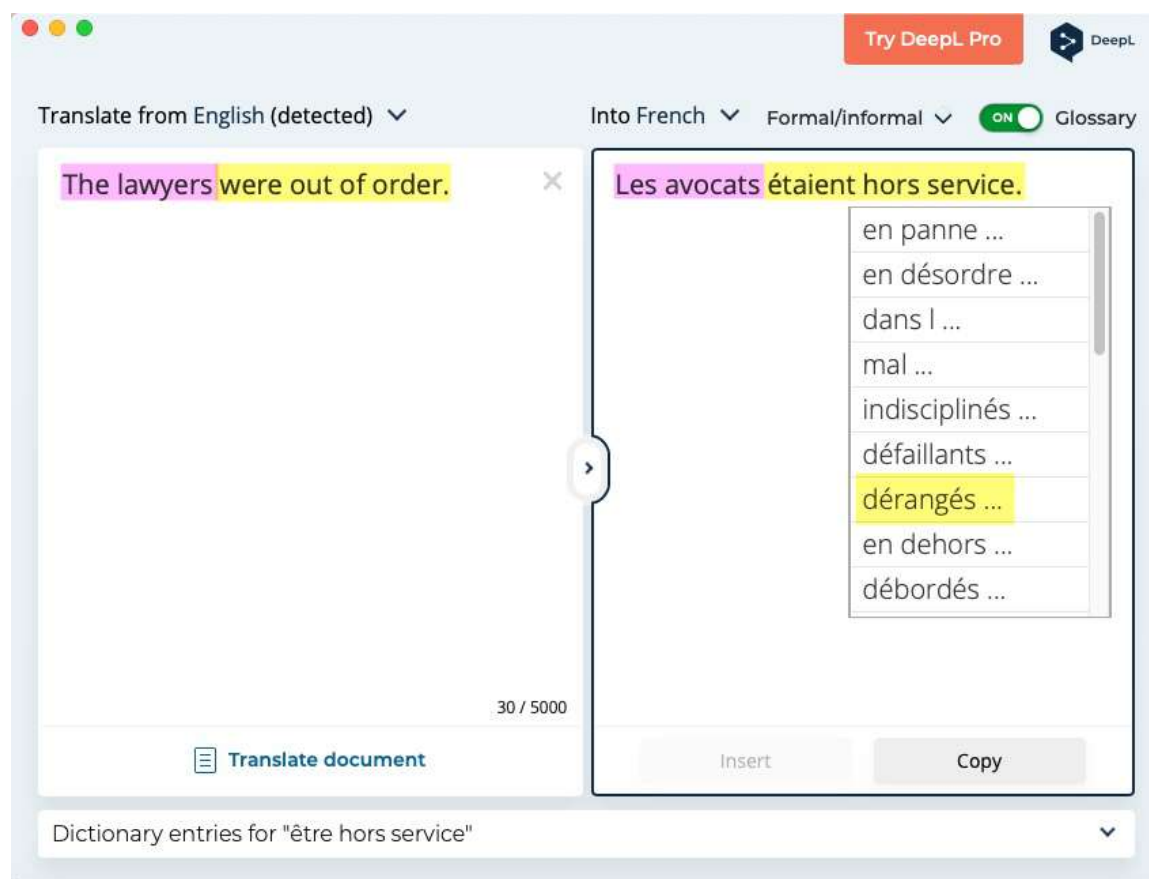 Try DeepL Pro
DeepL
Translate from English (detected)
Into French
Formal/informal
ON
Glossary
The lawyers were out of order.
Les avocats étaient hors service.
en panne ...
en désordre ...
dans l ...
mal ...
indisciplinés ...
défaillants ...
dérangés ...
en dehors ...
débordés ...
30 / 5000
Translate document
Insert
Copy
Dictionary entries for "être hors service"